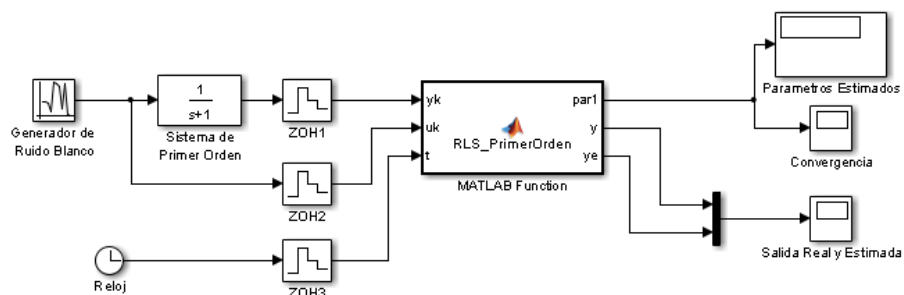 Generador de
Ruido Blanco
1
s+1
Sistema de
Primer Orden
ZOH1
ZOH2
Reloj
ZOH3
yk
uk
t
RLS_PrimerOrden
par1
y
ye
MATLAB Function
Parametros Estimados
Convergencia
Salida Real y Estimada